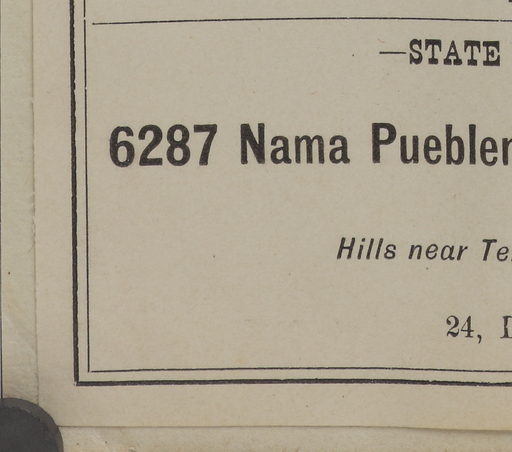 —STATE
6287 Nama Puebler
Hills near Te
24, D